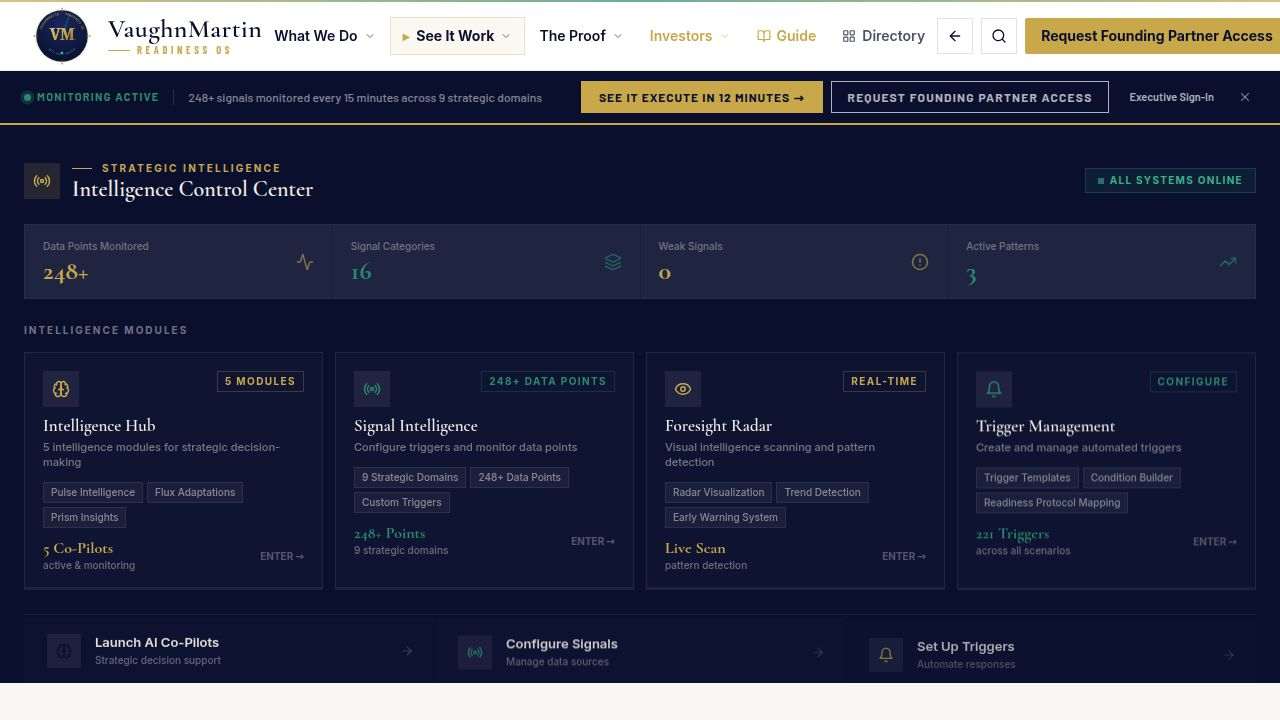 VM
VaughnMartin
READINESS OS
What We Do
See It Work
The Proof
Investors
Guide
Directory
Request Founding Partner Access
MONITORING ACTIVE
248+ signals monitored every 15 minutes across 9 strategic domains
SEE IT EXECUTE IN 12 MINUTES →
REQUEST FOUNDING PARTNER ACCESS
Executive Sign-In
STRATEGIC INTELLIGENCE
Intelligence Control Center
ALL SYSTEMS ONLINE
Data Points Monitored
248+
Signal Categories
16
Weak Signals
0
Active Patterns
3
INTELLIGENCE MODULES
5 MODULES
Intelligence Hub
5 intelligence modules for strategic decision-
making
Pulse Intelligence
Flux Adaptations
Prism Insights
5 Co-Pilots
active & monitoring
ENTER →
248+ DATA POINTS
Signal Intelligence
Configure triggers and monitor data points
9 Strategic Domains
248+ Data Points
Custom Triggers
248+ Points
9 strategic domains
ENTER →
REAL-TIME
Foresight Radar
Visual intelligence scanning and pattern
detection
Radar Visualization
Trend Detection
Early Warning System
Live Scan
pattern detection
ENTER →
CONFIGURE
Trigger Management
Create and manage automated triggers
Trigger Templates
Condition Builder
Readiness Protocol Mapping
221 Triggers
across all scenarios
ENTER →
Launch AI Co-Pilots
Strategic decision support
Configure Signals
Manage data sources
Set Up Triggers
Automate responses